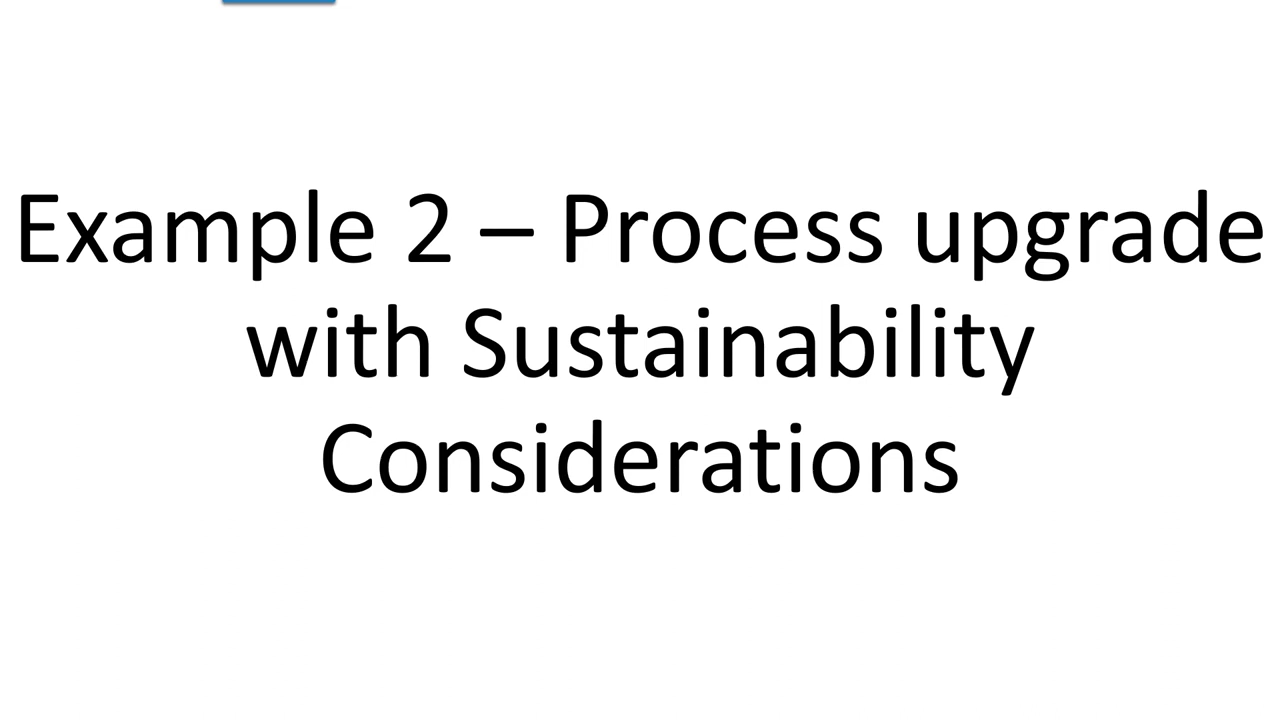 Example 2 – Process upgrade
with Sustainability
Considerations